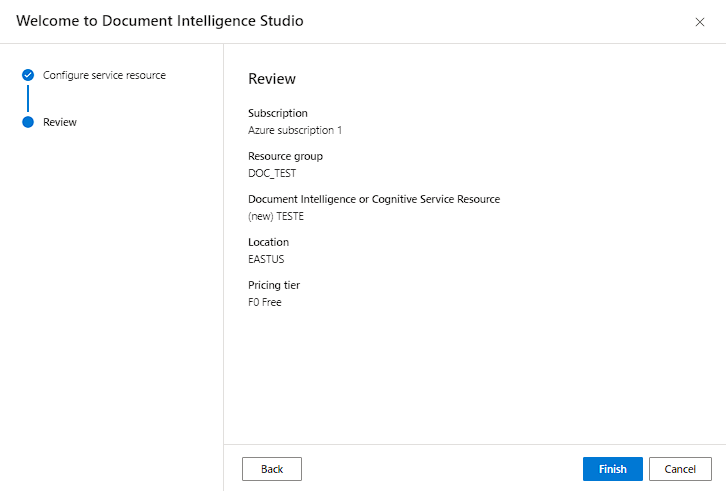 Welcome to Document Intelligence Studio
Configure service resource
Review
Review
Subscription
Azure subscription 1
Resource group
DOC_TEST
Document Intelligence or Cognitive Service Resource
(new) TESTE
Location
EASTUS
Pricing tier
F0 Free
Back
Finish
Cancel